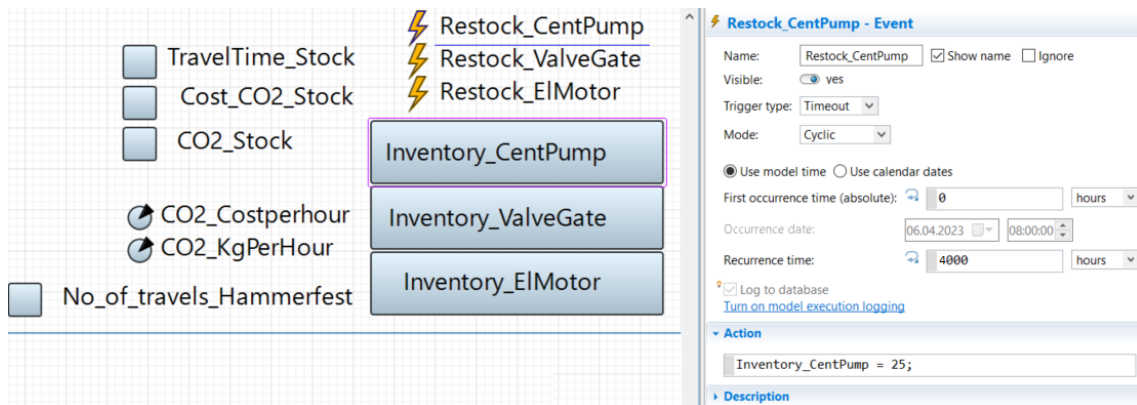 Restock_CentPump
TravelTime_Stock
Restock_ValveGate
Cost_CO2_Stock
Restock_ElMotor
CO2_Stock
Inventory_CentPump
CO2_Costperhour
Inventory_ValveGate
CO2_KgPerHour
No_of_travels_Hammerfest
Inventory_ElMotor
Restock_CentPump - Event
Name: Restock_CentPump Show name Ignore
Visible: yes
Trigger type: Timeout
Mode: Cyclic
Use model time Use calendar dates
First occurrence time (absolute): 0 hours
Occurrence date: 06.04.2023 08:00:00
Recurrence time: 4000 hours
Log to database
Turn on model execution logging
Action
Inventory_CentPump = 25;
Description